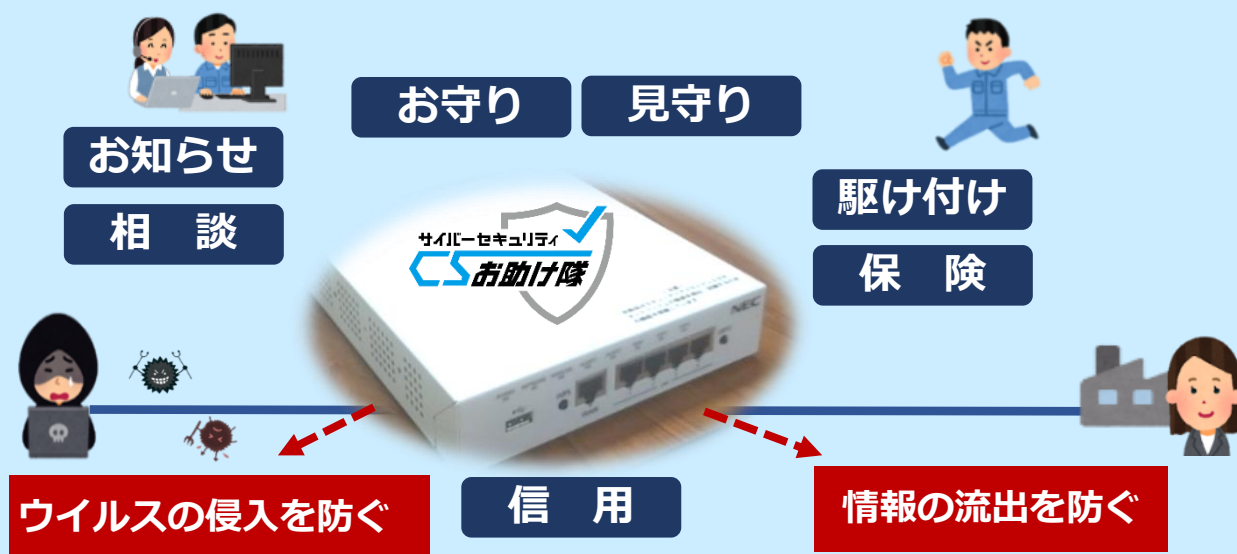 お守り
見守り
お知らせ
相　談
駆け付け
保　険
サイバーセキュリティ
CSお助け隊
NEC
ウイルスの侵入を防ぐ
信　用
情報の流出を防ぐ